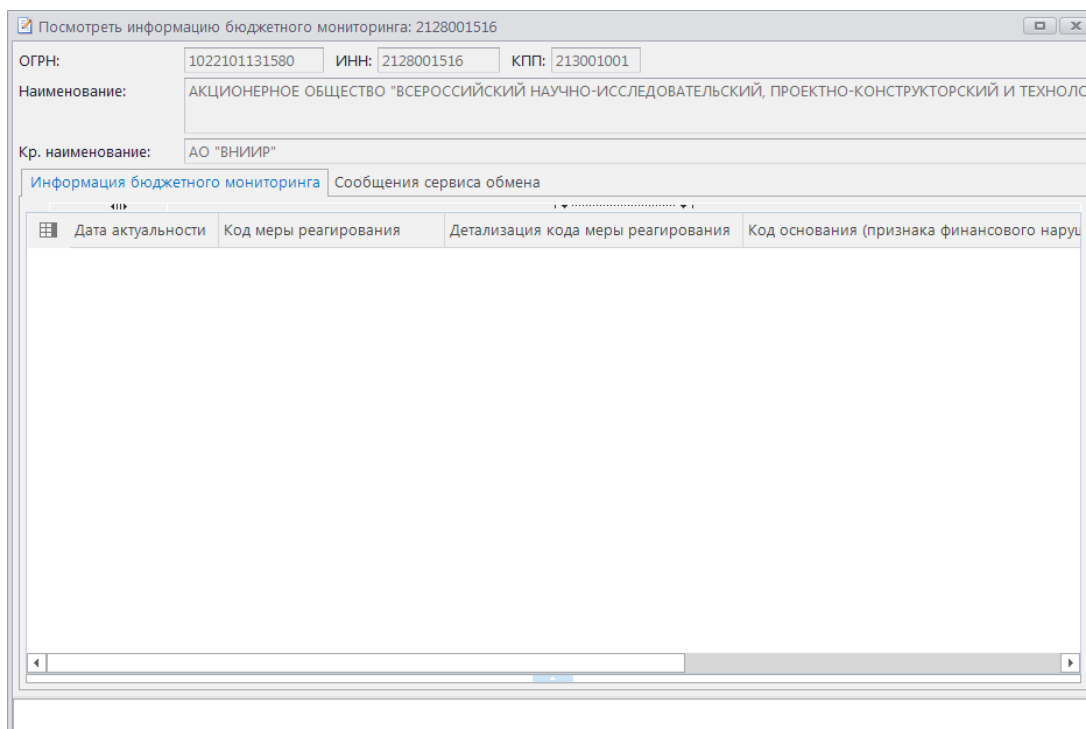 Посмотреть информацию бюджетного мониторинга: 2128001516
ОГРН: 1022101131580 ИНН: 2128001516 КПП: 213001001
Наименование: АКЦИОНЕРНОЕ ОБЩЕСТВО "ВСЕРОССИЙСКИЙ НАУЧНО-ИССЛЕДОВАТЕЛЬСКИЙ, ПРОЕКТНО-КОНСТРУКТОРСКИЙ И ТЕХНОЛО
Кр. наименование: АО "ВНИИР"
Информация бюджетного мониторинга Сообщения сервиса обмена
Дата актуальности Код меры реагирования Детализация кода меры реагирования Код основания (признака финансового наруш